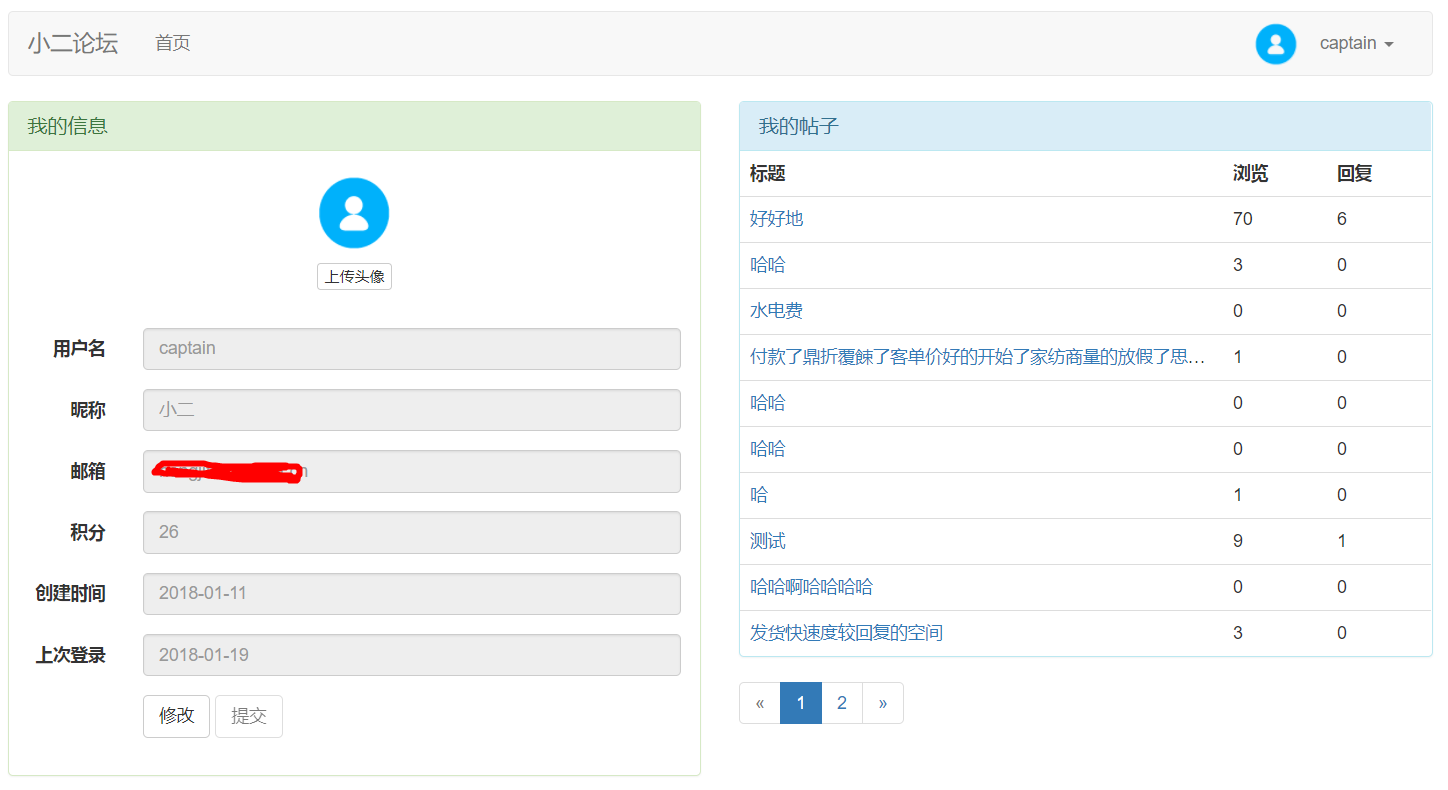 小二论坛 首页 captain
我的信息
上传头像
用户名 captain
昵称 小二
邮箱
积分 26
创建时间 2018-01-11
上次登录 2018-01-19
修改 提交
我的帖子
标题 浏览 回复
好好地 70 6
哈哈 3 0
水电费 0 0
付款了鼎折覆餗了客单价好的开始了家纺商量的放假了思… 1 0
哈哈 0 0
哈哈 0 0
哈 1 0
测试 9 1
哈哈啊哈哈哈哈 0 0
发货快速度较回复的空间 3 0
« 1 2 »